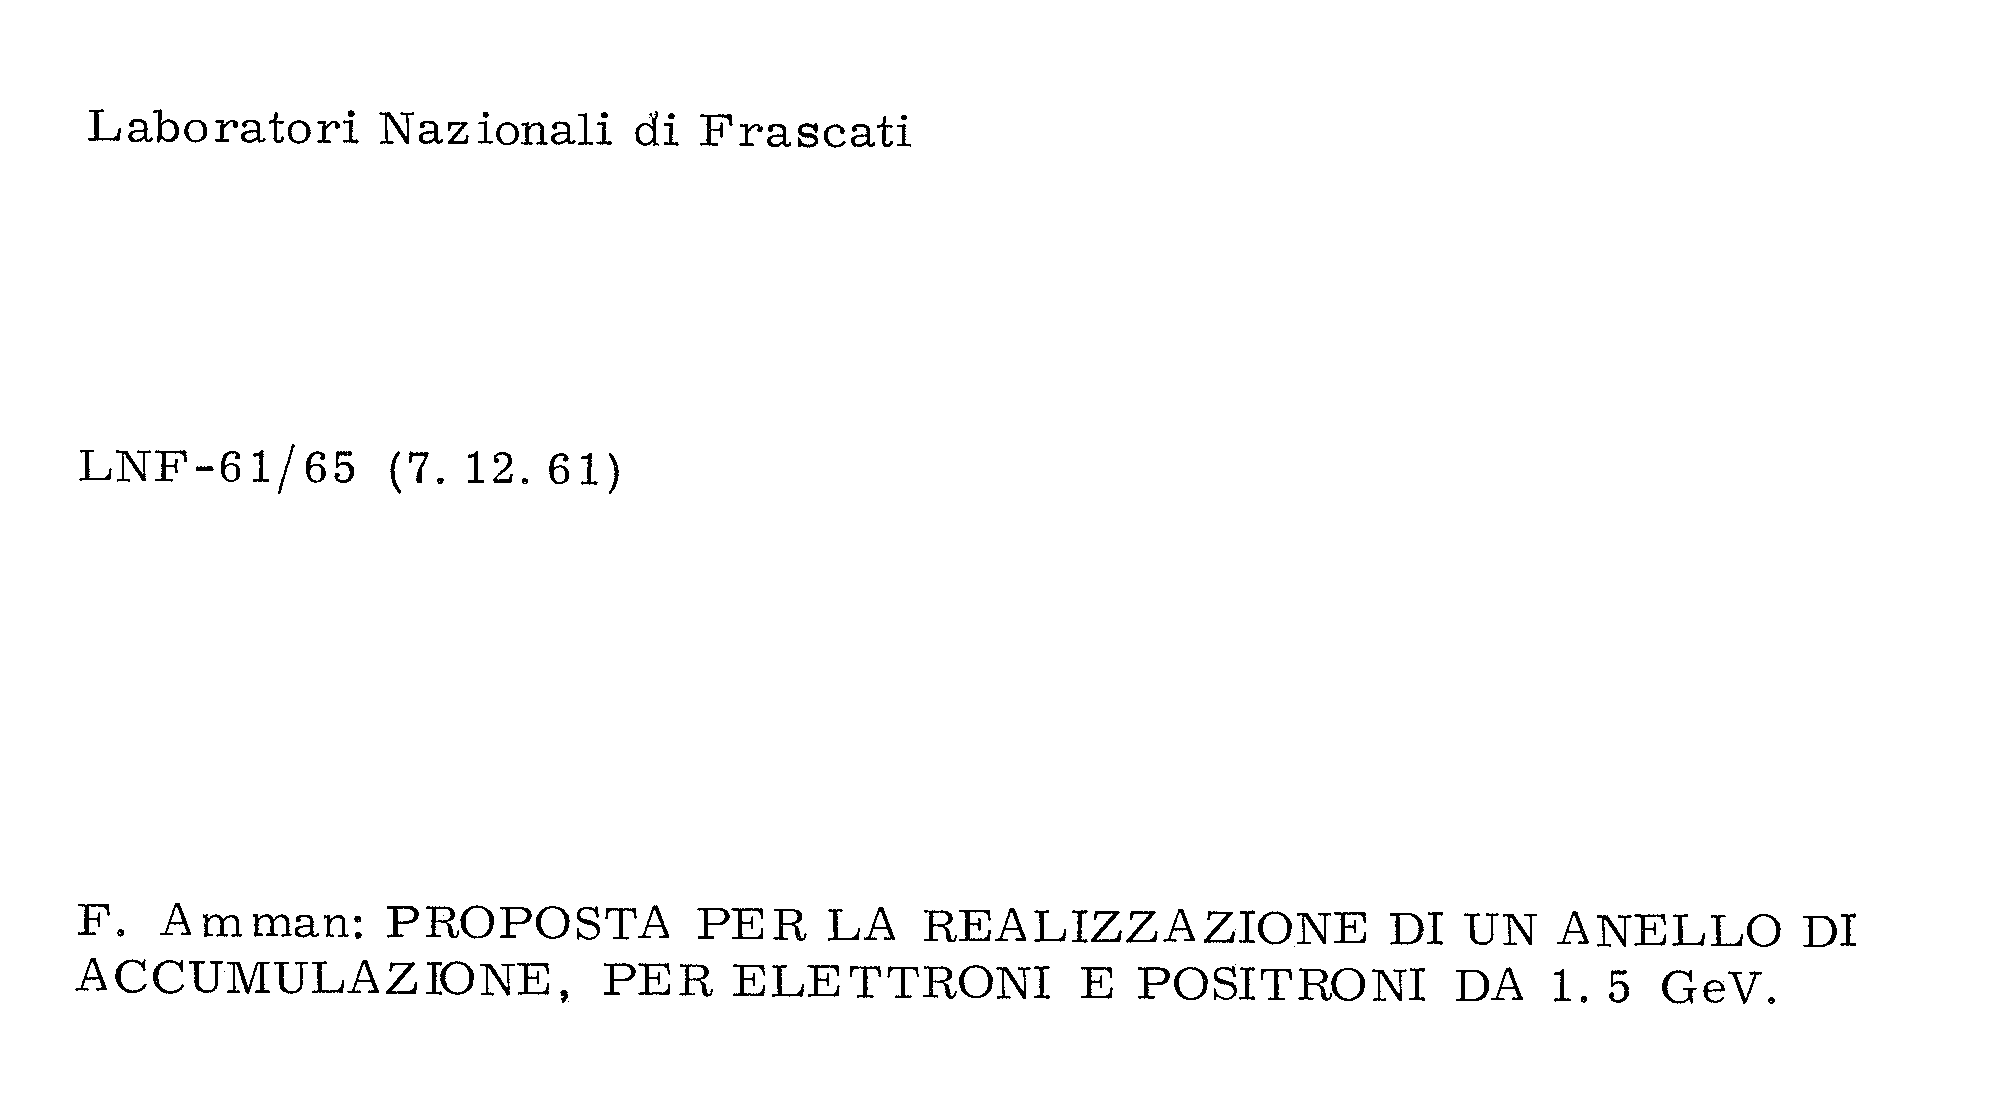 Laboratori Nazionali di Frascati
LNF-61/65 (7. 12. 61)
F. Amman: PROPOSTA PER LA REALIZZAZIONE DI UN ANELLO DI
ACCUMULAZIONE, PER ELETTRONI E POSITRONI DA 1. 5 GeV.